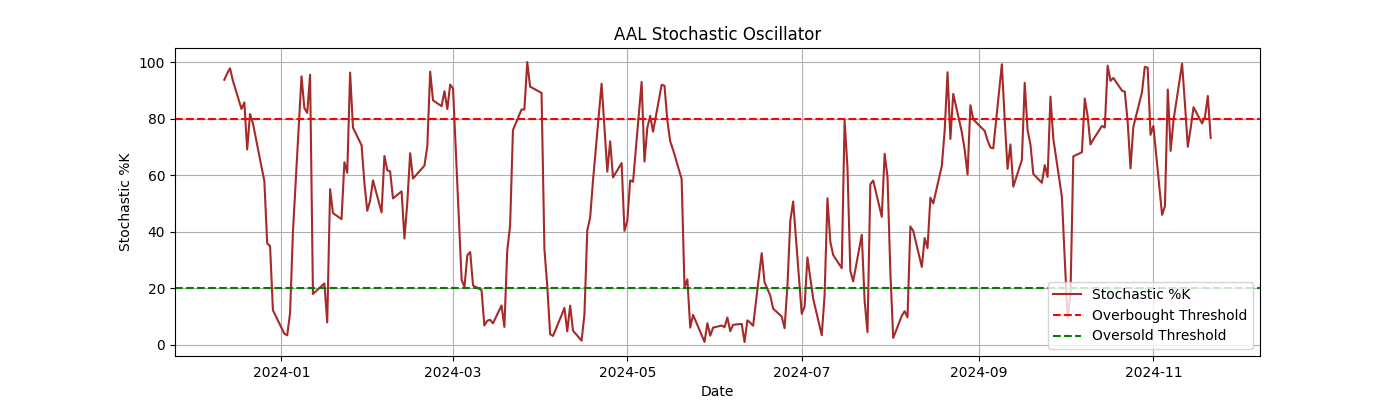 AAL Stochastic Oscillator
Stochastic %K
100
80
60
40
20
0
2024-01
2024-03
2024-05
2024-07
2024-09
2024-11
Date
Stochastic %K
Overbought Threshold
Oversold Threshold